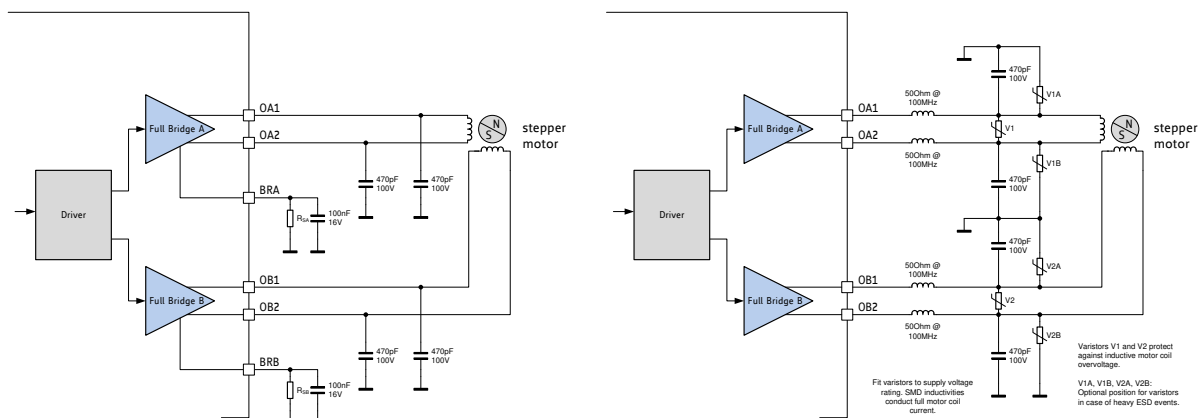 OA1
Full Bridge A
OA2
N
S
stepper
motor
470pF
100V
470pF
100V
BRA
Driver
RSA
100nF
16V
OB1
Full Bridge B
OB2
470pF
100V
470pF
100V
BRB
RSB
100nF
16V
470pF
100V
V1A
50Ohm @
100MHz
OA1
Full Bridge A
V1
OA2
N
S
stepper
motor
50Ohm @
100MHz
V1B
470pF
100V
Driver
470pF
100V
50Ohm @
100MHz
V2A
OB1
Full Bridge B
V2
OB2
50Ohm @
100MHz
V2B
470pF
100V
Varistors V1 and V2 protect
against inductive motor coil
overvoltage.
V1A, V1B, V2A, V2B:
Optional position for varistors
in case of heavy ESD events.
Fit varistors to supply voltage
rating. SMD inductivities
conduct full motor coil
current.